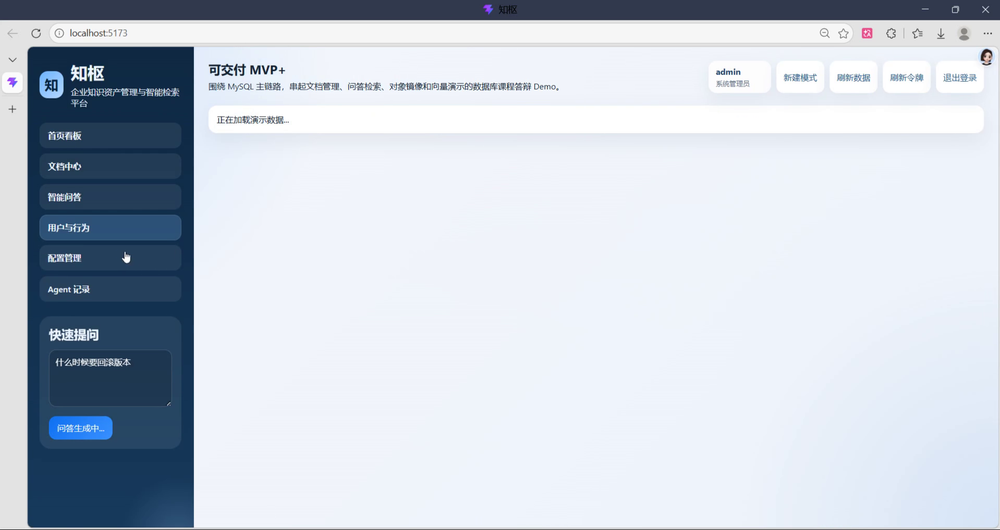 知枢
localhost:5173
知
知枢
企业知识资产管理与智能检索
平台
首页看板
文档中心
智能问答
用户与行为
配置管理
Agent 记录
快速提问
什么时候要回滚版本
问答生成中...
可交付 MVP+
围绕 MySQL 主链路，串起文档管理、问答检索、对象镜像和向量演示的数据库课程答辩 Demo。
admin
系统管理员
新建模式
刷新数据
刷新令牌
退出登录
正在加载演示数据...